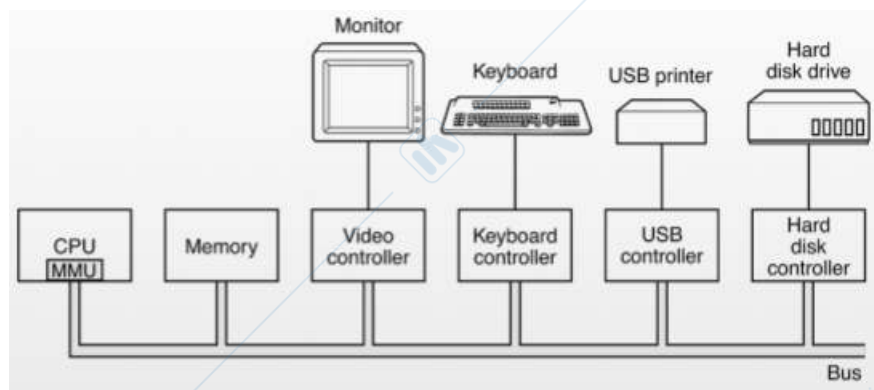 Monitor
Keyboard
USB printer
Hard
disk drive
CPU
MMU
Memory
Video
controller
Keyboard
controller
USB
controller
Hard
disk
controller
Bus